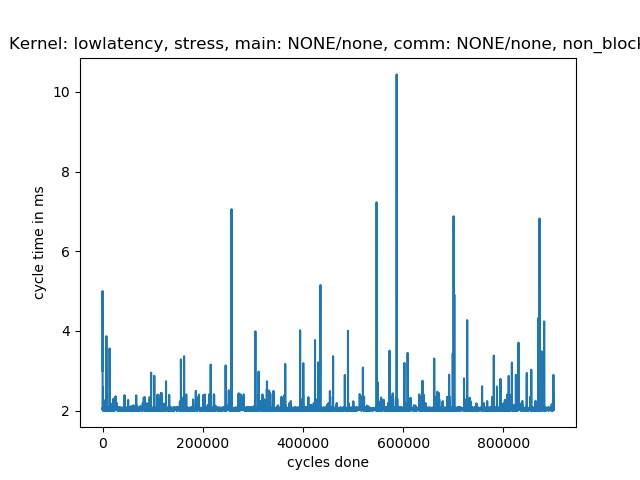 Kernel: lowlatency, stress, main: NONE/none, comm: NONE/none, non_block
10
8
6
4
2
cycle time in ms
0 200000 400000 600000 800000
cycles done